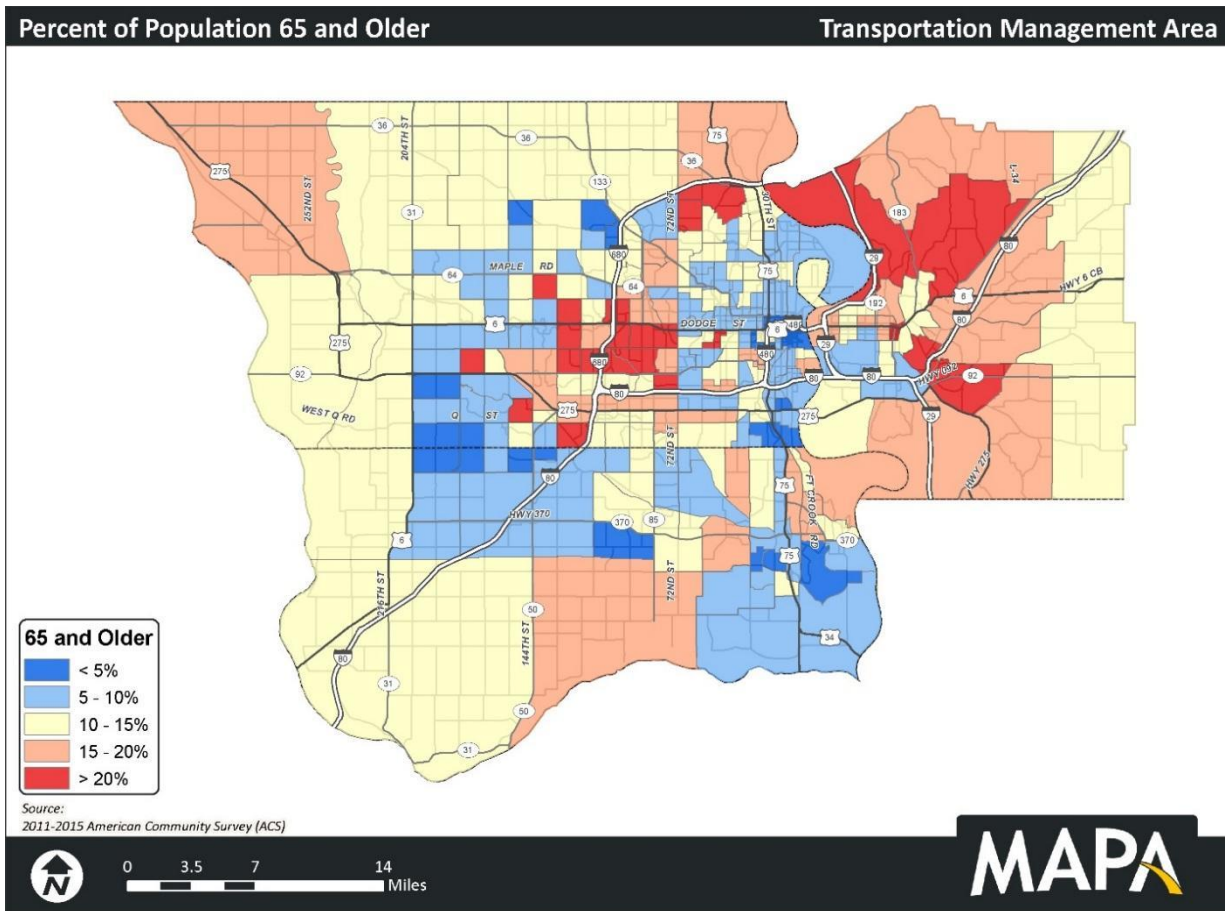 Percent of Population 65 and Older
Transportation Management Area
36
36
75
36
204TH ST
275
252ND ST
133
31
72ND ST
30TH ST
183
L-34
80
680
29
64
MAPLE RD
64
75
192
6
HWY 6 CB
6
DODGE ST
6
480
275
29
80
480
680
92
80
80
80
HWY 092
92
WEST Q RD
Q ST
275
275
29
72ND ST
HWY 275
80
75
FT CROOK RD
HWY 370
370
85
370
6
75
216TH ST
72ND ST
50
144TH ST
34
80
31
50
31
65 and Older
< 5%
5 - 10%
10 - 15%
15 - 20%
> 20%
Source:
2011-2015 American Community Survey (ACS)
N
0 3.5 7 14
Miles
MAPA